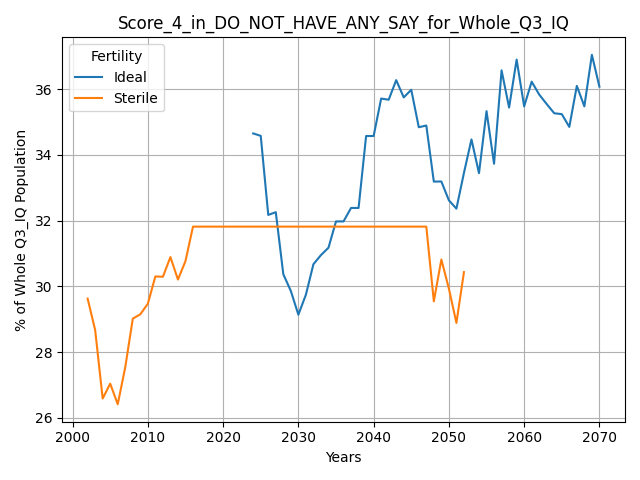 Score_4_in_DO_NOT_HAVE_ANY_SAY_for_Whole_Q3_IQ
Fertility
Ideal
Sterile
% of Whole Q3_IQ Population
36
34
32
30
28
26
2000
2010
2020
2030
2040
2050
2060
2070
Years